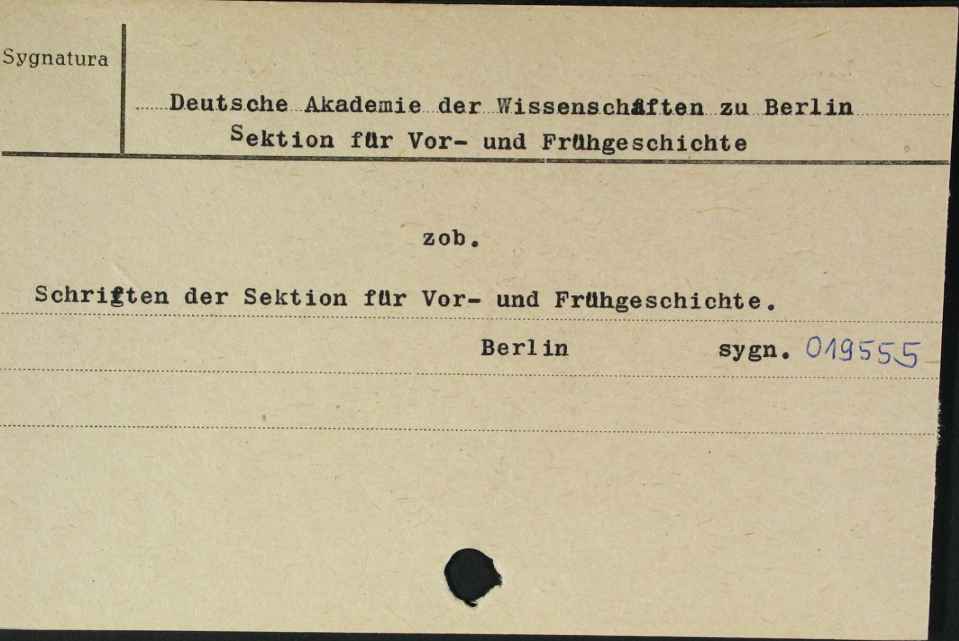 Sygnatura
Deutsche Akademie der Wissenschaften zu Berlin
Sektion für Vor- und Frühgeschichte
zob.
Schriften der Sektion für Vor- und Frühgeschichte.
Berlin sygn. 019555